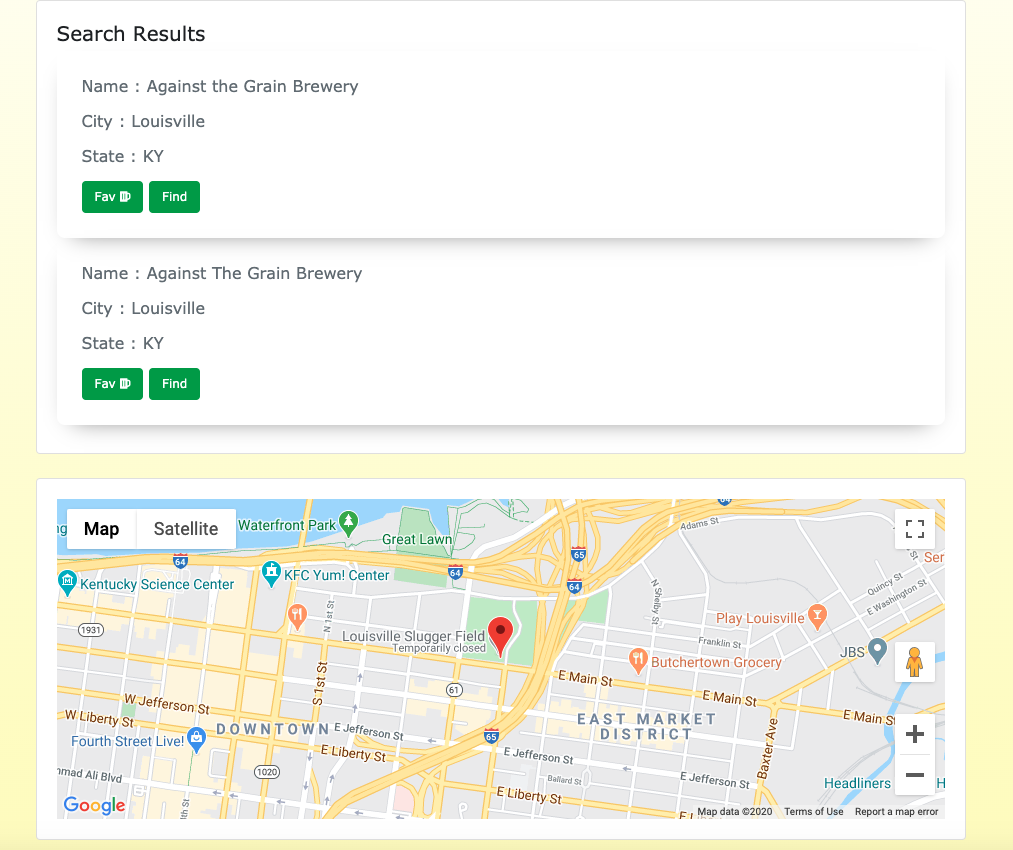 Search Results
Name : Against the Grain Brewery
City : Louisville
State : KY
Fav Find
Name : Against The Grain Brewery
City : Louisville
State : KY
Fav Find
Map Satellite
Waterfront Park
Great Lawn
Adams St
64
65
64
64
Kentucky Science Center
KFC Yum! Center
Ser
Quincy St
E Washington St
N Shelby St
N 1st St
1931
Louisville Slugger Field
Temporarily closed
Play Louisville
Franklin St
JBS
Butchertown Grocery
61
S 1st St
E Main St
E Main St
E Main St
W Jefferson St
W Liberty St
DOWNTOWN
E Jefferson St
65
EAST MARKET
DISTRICT
Baxter Ave
Fourth Street Live!
E Liberty St
E Jefferson St
1020
mad Ali Blvd
Ballard St
E Jefferson St
Headliners
H
E Liberty St
Google
Map data ©2020 Terms of Use Report a map error